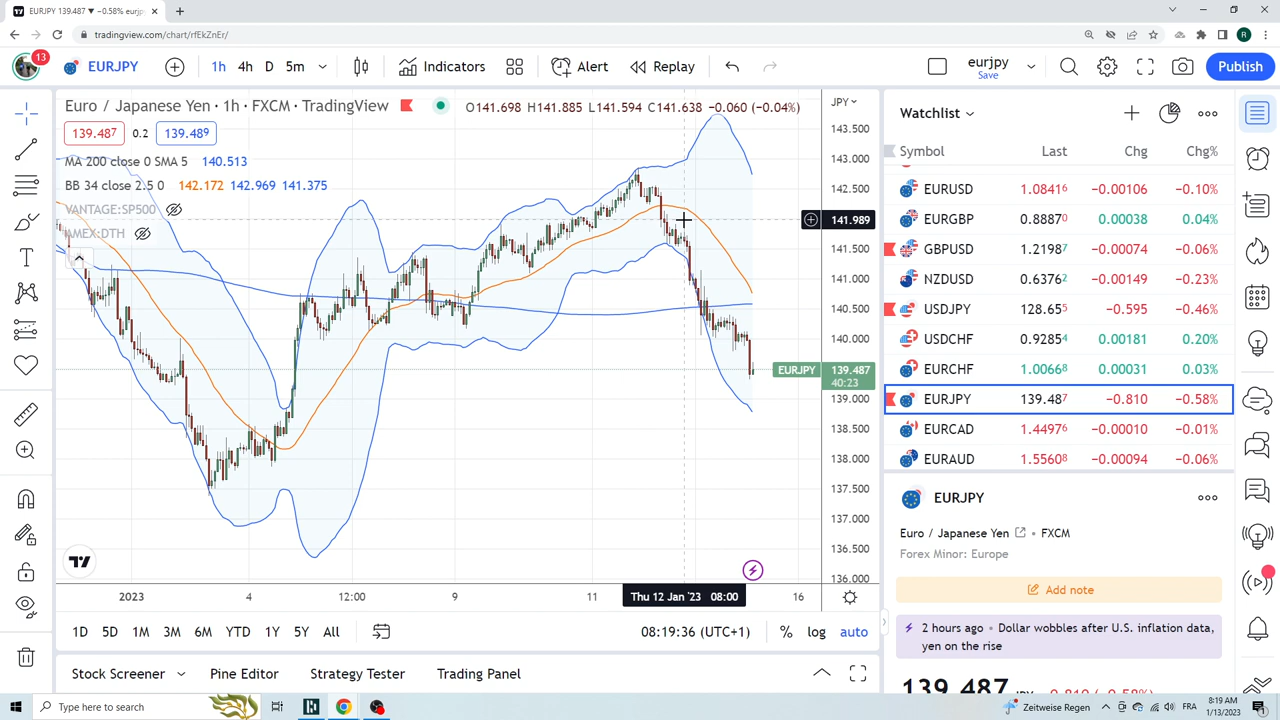 EURJPY 139.487 ▼ −0.58% eurjp
tradingview.com/chart/rfEkZnEr/
R
13
EURJPY
1h 4h D 5m
Indicators
Alert
Replay
eurjpy
Save
Publish
Euro / Japanese Yen · 1h · FXCM · TradingView
O141.698 H141.885 L141.594 C141.638 −0.060 (−0.04%)
JPY
139.487 0.2 139.489
MA 200 close 0 SMA 5 140.513
BB 34 close 2.5 0 142.172 142.969 141.375
VANTAGE:SP500
AMEX:DTH
143.500
143.000
142.500
141.989
141.500
141.000
140.500
140.000
EURJPY 139.487
40:23
139.000
138.500
138.000
137.500
137.000
136.500
136.000
2023 4 12:00 9 11 Thu 12 Jan '23 08:00 16
1D 5D 1M 3M 6M YTD 1Y 5Y All
08:19:36 (UTC+1) % log auto
Stock Screener Pine Editor Strategy Tester Trading Panel
Watchlist
Symbol Last Chg Chg%
EURUSD 1.08416 −0.00106 −0.10%
EURGBP 0.88870 0.00038 0.04%
GBPUSD 1.21987 −0.00074 −0.06%
NZDUSD 0.63762 −0.00149 −0.23%
USDJPY 128.655 −0.595 −0.46%
USDCHF 0.92854 0.00181 0.20%
EURCHF 1.00668 0.00031 0.03%
EURJPY 139.487 −0.810 −0.58%
EURCAD 1.44976 −0.00010 −0.01%
EURAUD 1.55608 −0.00094 −0.06%
EURJPY
Euro / Japanese Yen • FXCM
Forex Minor: Europe
Add note
2 hours ago • Dollar wobbles after U.S. inflation data,
yen on the rise
139.487 JPY −0.810 (−0.58%)
Type here to search
Zeitweise Regen
FRA
8:19 AM
1/13/2023